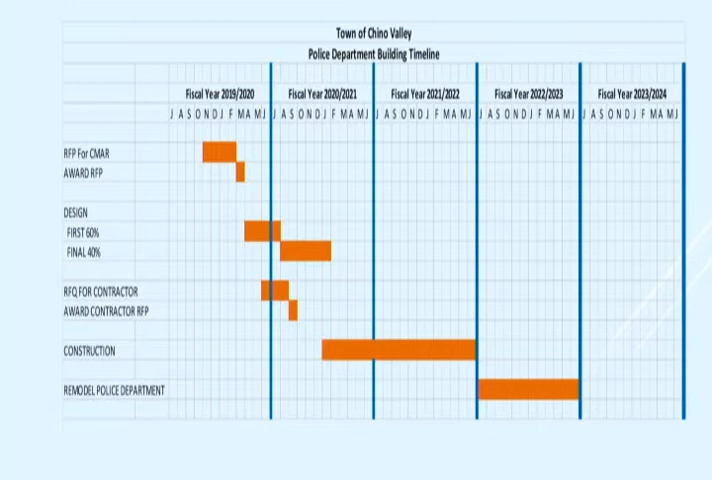 Town of Chino Valley
Police Department Building Timeline
Fiscal Year 2019/2020 Fiscal Year 2020/2021 Fiscal Year 2021/2022 Fiscal Year 2022/2023 Fiscal Year 2023/2024
J A S O N D J F M A M J J A S O N D J F M A M J J A S O N D J F M A M J J A S O N D J F M A M J J A S O N D J F M A M J
RFP For CMAR
AWARD RFP
DESIGN
FIRST 60%
FINAL 40%
RFQ FOR CONTRACTOR
AWARD CONTRACTOR RFP
CONSTRUCTION
REMODEL POLICE DEPARTMENT